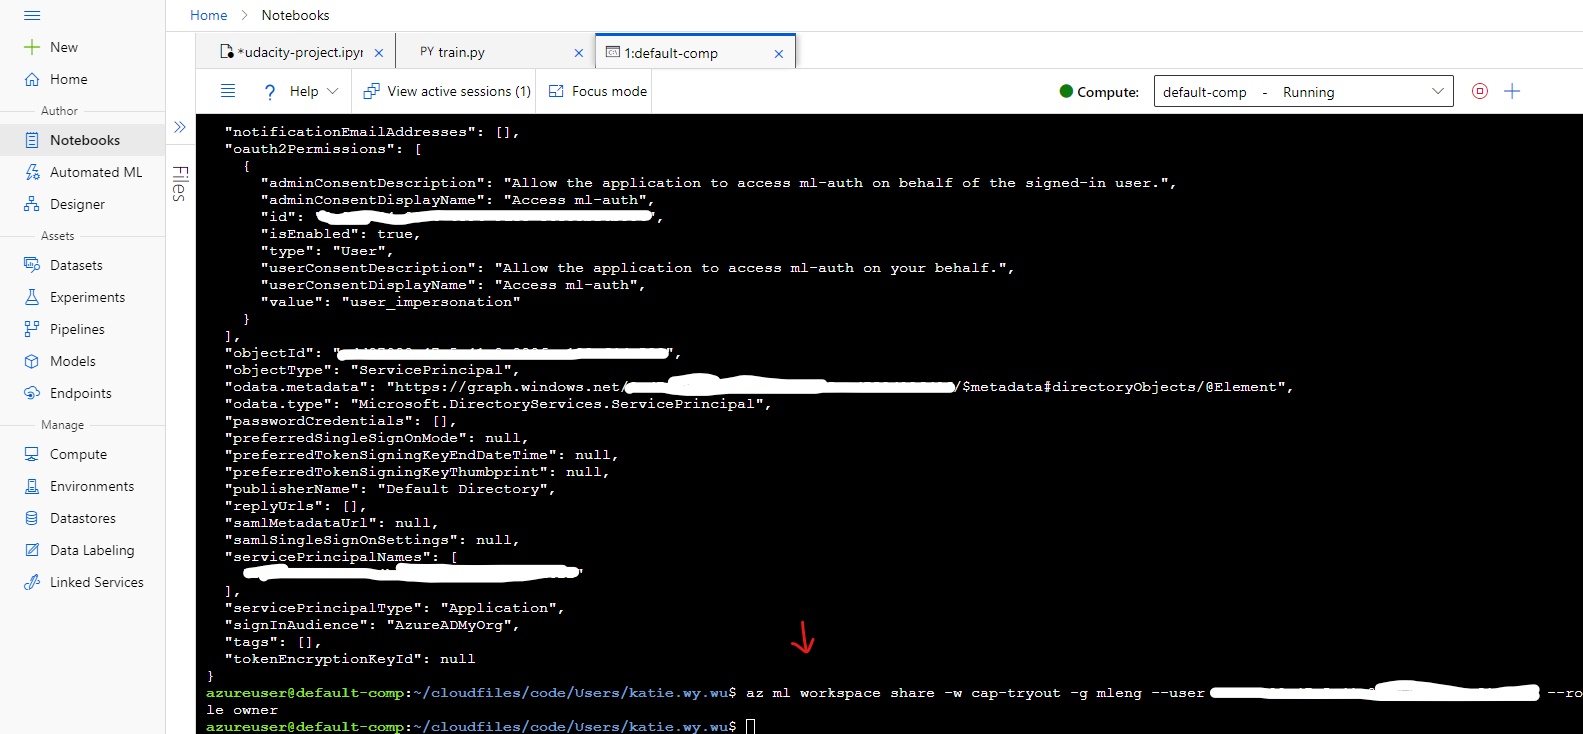 Home > Notebooks
New
Home
Author
Notebooks
Automated ML
Designer
Assets
Datasets
Experiments
Pipelines
Models
Endpoints
Manage
Compute
Environments
Datastores
Data Labeling
Linked Services
Files
*udacity-project.ipyr
PY train.py
1:default-comp
? Help
View active sessions (1)
Focus mode
Compute:
default-comp - Running
"notificationEmailAddresses": [],
"oauth2Permissions": [
{
"adminConsentDescription": "Allow the application to access ml-auth on behalf of the signed-in user.",
"adminConsentDisplayName": "Access ml-auth",
"id": ",
"isEnabled": true,
"type": "User",
"userConsentDescription": "Allow the application to access ml-auth on your behalf.",
"userConsentDisplayName": "Access ml-auth",
"value": "user_impersonation"
}
],
"objectId": "",
"objectType": "ServicePrincipal",
"odata.metadata": "https://graph.windows.net/ /$metadata#directoryObjects/@Element",
"odata.type": "Microsoft.DirectoryServices.ServicePrincipal",
"passwordCredentials": [],
"preferredSingleSignOnMode": null,
"preferredTokenSigningKeyEndDateTime": null,
"preferredTokenSigningKeyThumbprint": null,
"publisherName": "Default Directory",
"replyUrls": [],
"samlMetadataUrl": null,
"samlSingleSignOnSettings": null,
"servicePrincipalNames": [
"
],
"servicePrincipalType": "Application",
"signInAudience": "AzureADMyOrg",
"tags": [],
"tokenEncryptionKeyId": null
}
azureuser@default-comp:~/cloudfiles/code/Users/katie.wy.wu$ az ml workspace share -w cap-tryout -g mleng --user --ro
le owner
azureuser@default-comp:~/cloudfiles/code/Users/katie.wy.wu$